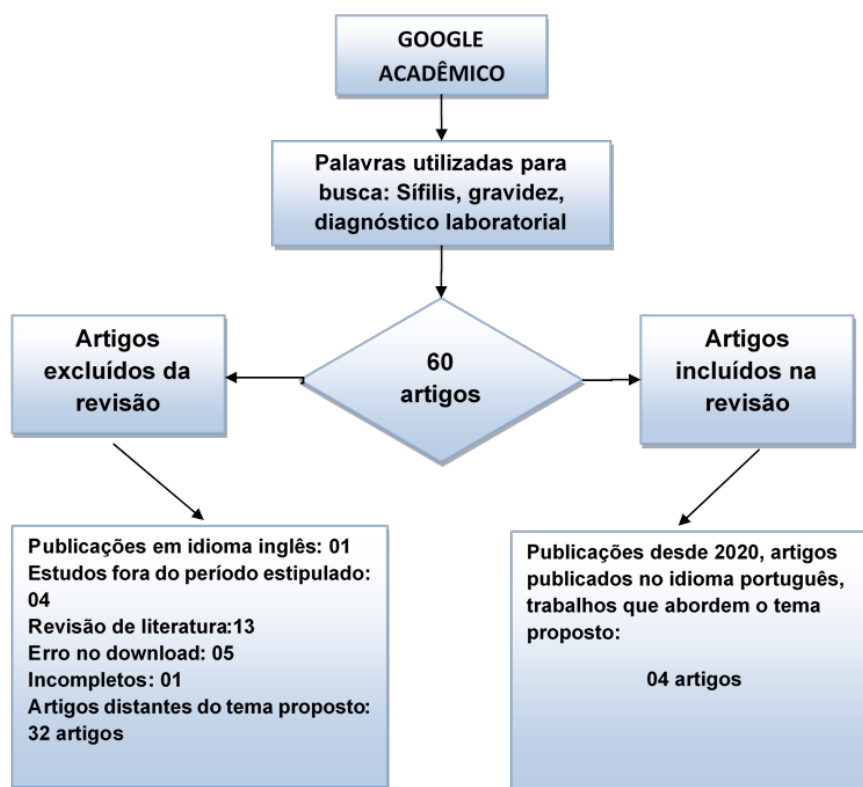 GOOGLE
ACADÊMICO
Palavras utilizadas para
busca: Sífilis, gravidez,
diagnóstico laboratorial
60
artigos
Artigos
excluídos da
revisão
Artigos
incluídos na
revisão
Publicações em idioma inglês: 01
Estudos fora do período estipulado:
04
Revisão de literatura:13
Erro no download: 05
Incompletos: 01
Artigos distantes do tema proposto:
32 artigos
Publicações desde 2020, artigos
publicados no idioma português,
trabalhos que abordem o tema
proposto:
04 artigos